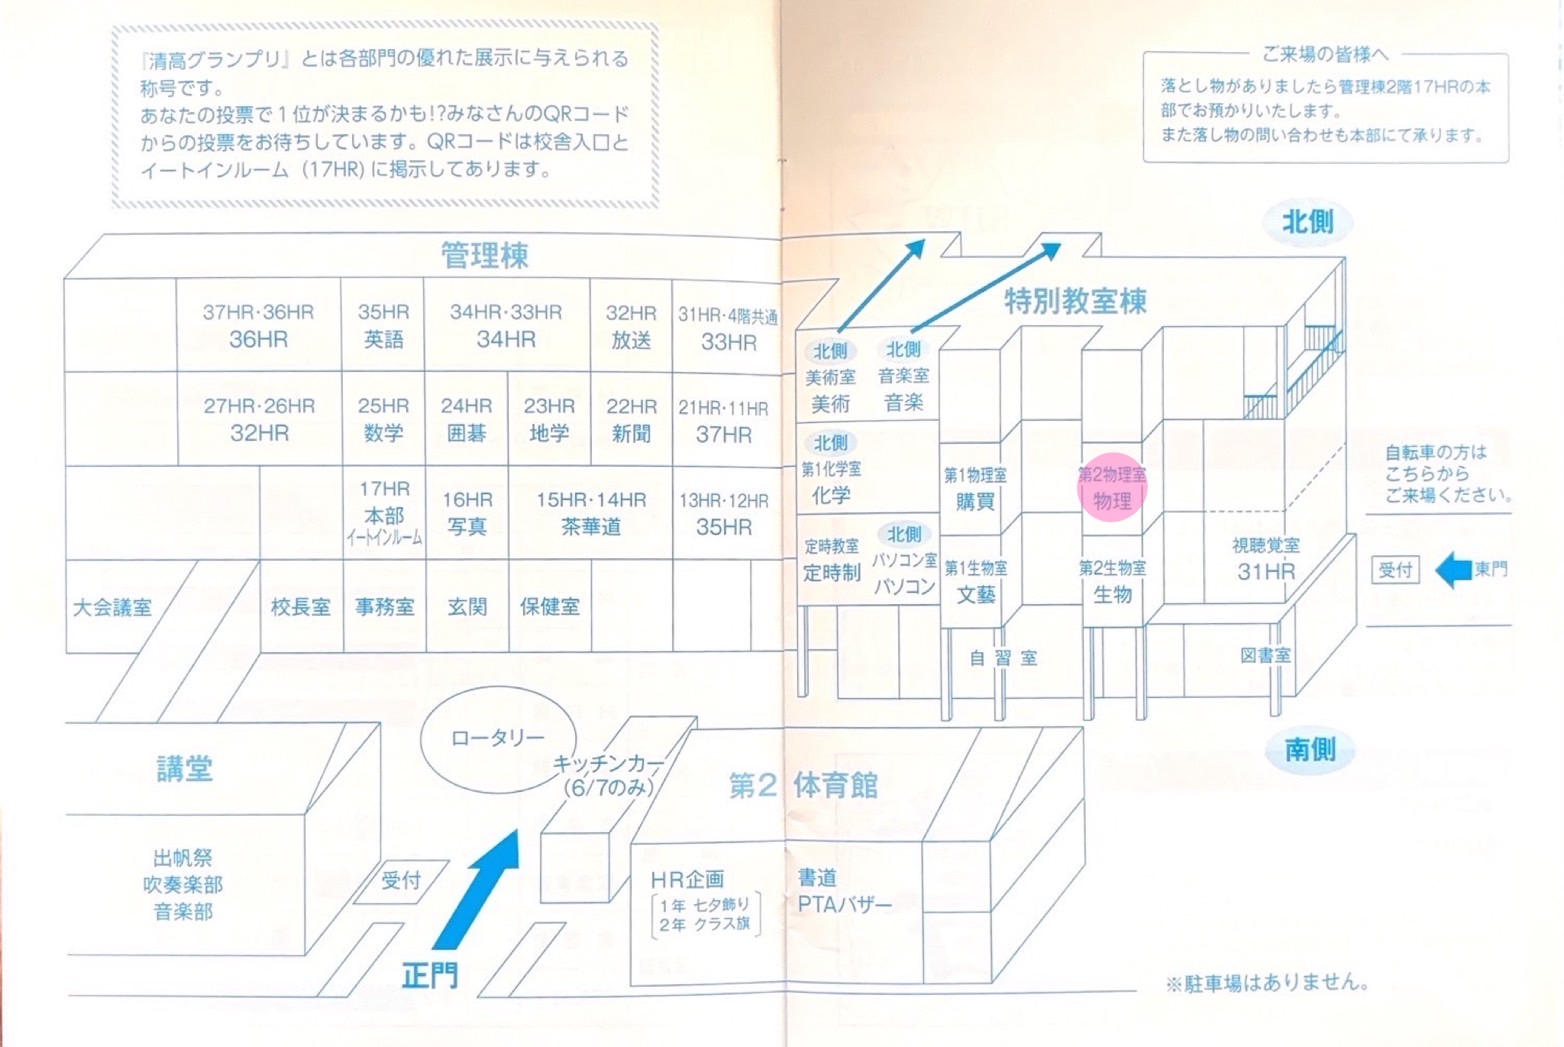 『清高グランプリ』とは各部門の優れた展示に与えられる
称号です。
あなたの投票で1位が決まるかも!?みなさんのQRコード
からの投票をお待ちしています。QRコードは校舎入口と
イートインルーム (17HR) に掲示してあります。
ご来場の皆様へ
落とし物がありましたら管理棟2階17HRの本
部でお預かりいたします。
また落し物の問い合わせも本部にて承ります。
北側
管理棟
37HR・36HR
36HR
35HR
英語
34HR・33HR
34HR
32HR
放送
31HR・4階共通
33HR
27HR・26HR
32HR
25HR
数学
24HR
囲碁
23HR
地学
22HR
新聞
21HR・11HR
37HR
17HR
本部
イートインルーム
16HR
写真
15HR・14HR
茶華道
13HR・12HR
35HR
大会議室
校長室
事務室
玄関
保健室
特別教室棟
北側
美術室
美術
北側
音楽室
音楽
北側
第1化学室
化学
第1物理室
購買
第2物理室
物理
定時教室
定時制
北側
パソコン室
パソコン
第1生物室
文藝
第2生物室
生物
視聴覚室
31HR
自習室
図書室
自転車の方は
こちらから
ご来場ください。
受付
東門
南側
講堂
出帆祭
吹奏楽部
音楽部
受付
ロータリー
キッチンカー
(6/7のみ)
正門
第2体育館
HR企画
1年 七夕飾り
2年 クラス旗
書道
PTAバザー
※駐車場はありません。